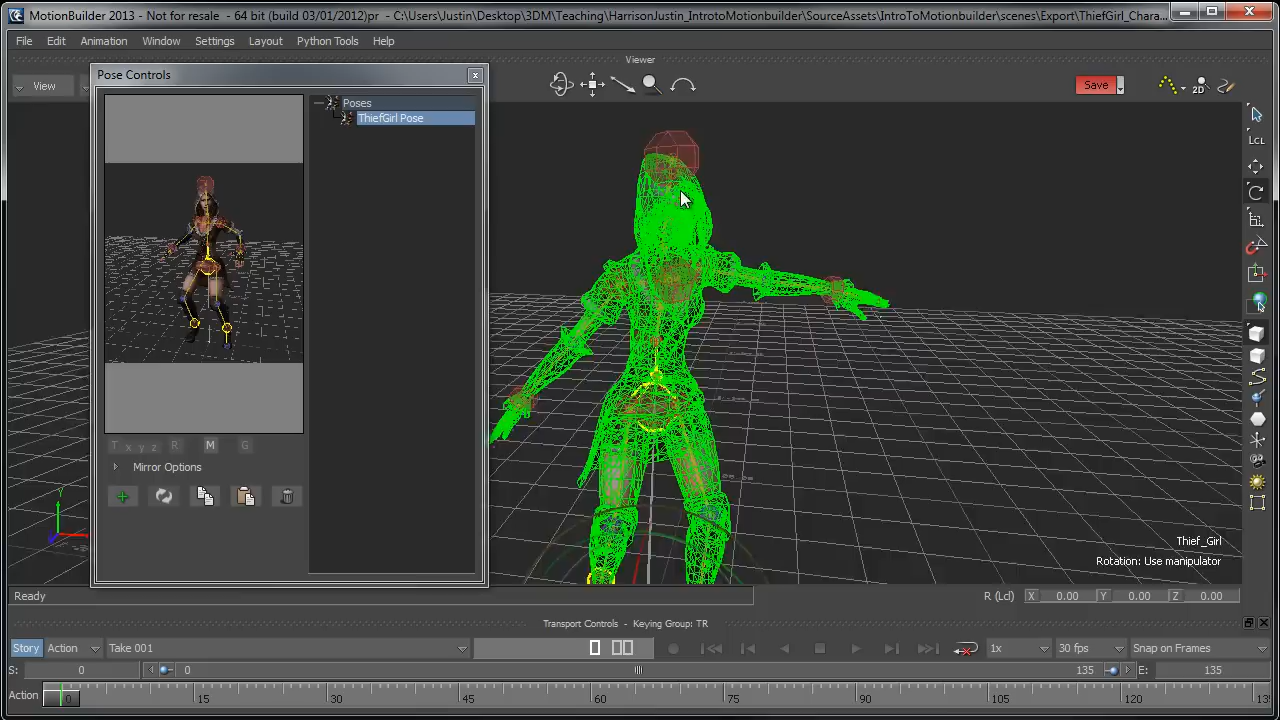 MotionBuilder 2013 - Not for resale - 64 bit (build 03/01/2012)pr - C:\Users\Justin\Desktop\3DM\Teaching\HarrisonJustin_IntrotoMotionbuilder\SourceAssets\IntroToMotionbuilder\scenes\Export\ThiefGirl_Chara...
File Edit Animation Window Settings Layout Python Tools Help
Viewer
Pose Controls
View
Save
2D
Poses
ThiefGirl Pose
LCL
T x y z R M G
Mirror Options
Y
Thief_Girl
Rotation: Use manipulator
Ready
R (Lcl) X 0.00 Y 0.00 Z 0.00
Transport Controls - Keying Group: TR
Story Action Take 001 1x 30 fps Snap on Frames
S: 0 0 135 E: 135
Action 0 15 30 45 60 75 90 105 120